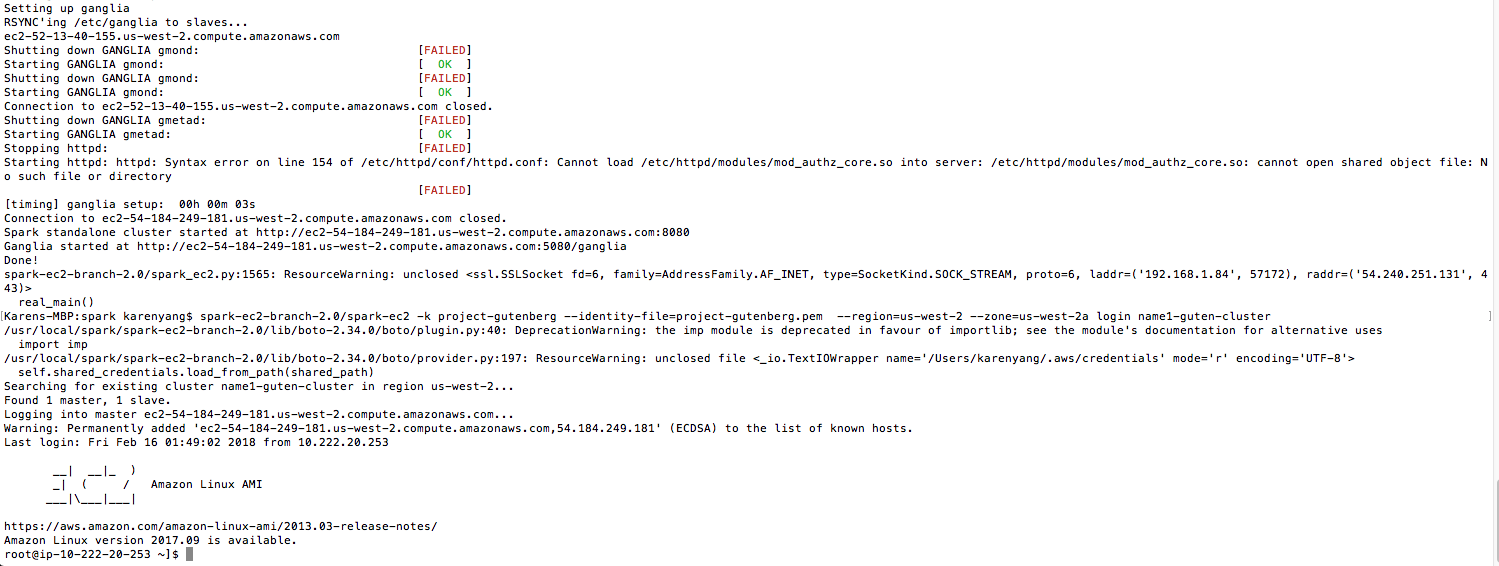 Setting up ganglia
RSYNC'ing /etc/ganglia to slaves...
ec2-52-13-40-155.us-west-2.compute.amazonaws.com
Shutting down GANGLIA gmond:                               [FAILED]
Starting GANGLIA gmond:                                    [  OK  ]
Shutting down GANGLIA gmond:                               [FAILED]
Starting GANGLIA gmond:                                    [  OK  ]
Connection to ec2-52-13-40-155.us-west-2.compute.amazonaws.com closed.
Shutting down GANGLIA gmetad:                              [FAILED]
Starting GANGLIA gmetad:                                   [  OK  ]
Stopping httpd:                                            [FAILED]
Starting httpd: httpd: Syntax error on line 154 of /etc/httpd/conf/httpd.conf: Cannot load /etc/httpd/modules/mod_authz_core.so into server: /etc/httpd/modules/mod_authz_core.so: cannot open shared object file: N
o such file or directory
                                                           [FAILED]
[timing] ganglia setup:  00h 00m 03s
Connection to ec2-54-184-249-181.us-west-2.compute.amazonaws.com closed.
Spark standalone cluster started at http://ec2-54-184-249-181.us-west-2.compute.amazonaws.com:8080
Ganglia started at http://ec2-54-184-249-181.us-west-2.compute.amazonaws.com:5080/ganglia
Done!
spark-ec2-branch-2.0/spark_ec2.py:1565: ResourceWarning: unclosed <ssl.SSLSocket fd=6, family=AddressFamily.AF_INET, type=SocketKind.SOCK_STREAM, proto=6, laddr=('192.168.1.84', 57172), raddr=('54.240.251.131', 4
43)>
  real_main()
[Karens-MBP:spark karenyang$ spark-ec2-branch-2.0/spark-ec2 -k project-gutenberg --identity-file=project-gutenberg.pem  --region=us-west-2 --zone=us-west-2a login name1-guten-cluster ]
/usr/local/spark/spark-ec2-branch-2.0/lib/boto-2.34.0/boto/plugin.py:40: DeprecationWarning: the imp module is deprecated in favour of importlib; see the module's documentation for alternative uses
  import imp
/usr/local/spark/spark-ec2-branch-2.0/lib/boto-2.34.0/boto/provider.py:197: ResourceWarning: unclosed file <_io.TextIOWrapper name='/Users/karenyang/.aws/credentials' mode='r' encoding='UTF-8'>
  self.shared_credentials.load_from_path(shared_path)
Searching for existing cluster name1-guten-cluster in region us-west-2...
Found 1 master, 1 slave.
Logging into master ec2-54-184-249-181.us-west-2.compute.amazonaws.com...
Warning: Permanently added 'ec2-54-184-249-181.us-west-2.compute.amazonaws.com,54.184.249.181' (ECDSA) to the list of known hosts.
Last login: Fri Feb 16 01:49:02 2018 from 10.222.20.253
       __|  __|_  )
       _|  (     /   Amazon Linux AMI
      ___|\___|___|
https://aws.amazon.com/amazon-linux-ami/2013.03-release-notes/
Amazon Linux version 2017.09 is available.
root@ip-10-222-20-253 ~]$